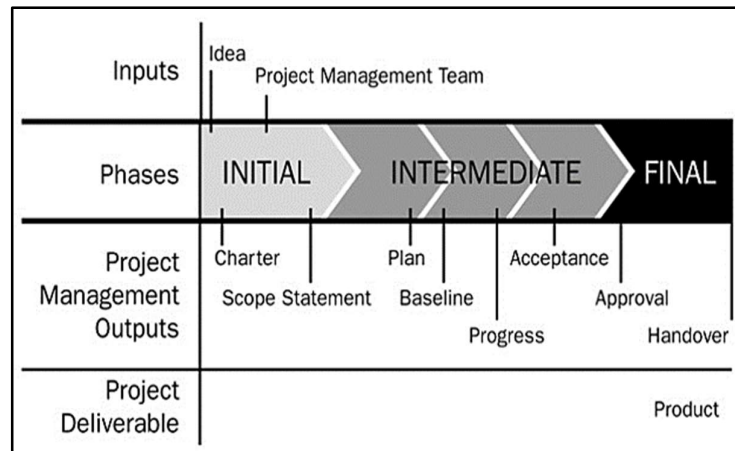 Inputs
Idea
Project Management Team
Phases
INITIAL
INTERMEDIATE
FINAL
Project
Management
Outputs
Charter
Scope Statement
Plan
Baseline
Progress
Acceptance
Approval
Handover
Project
Deliverable
Product